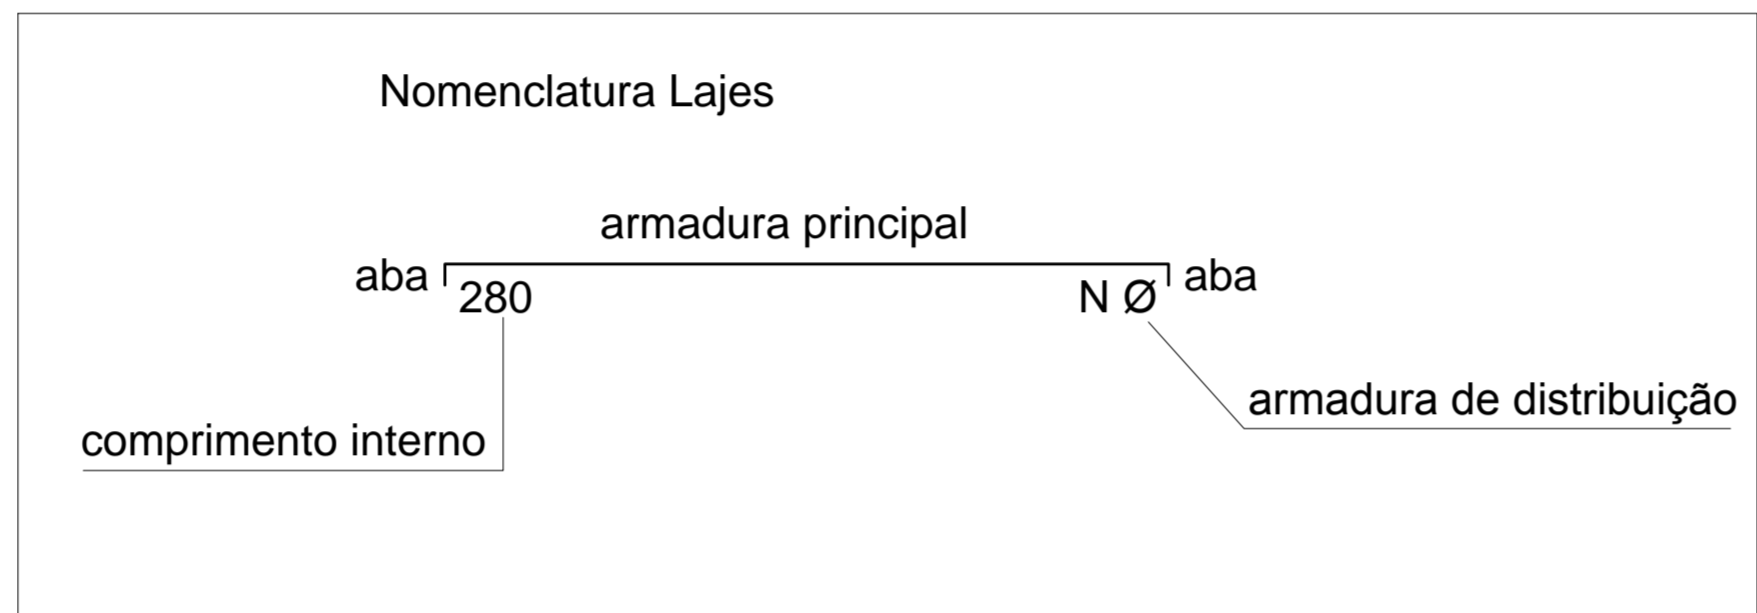 Nomenclatura Lajes
armadura principal
aba
aba
280
N Ø
armadura de distribuição
comprimento interno